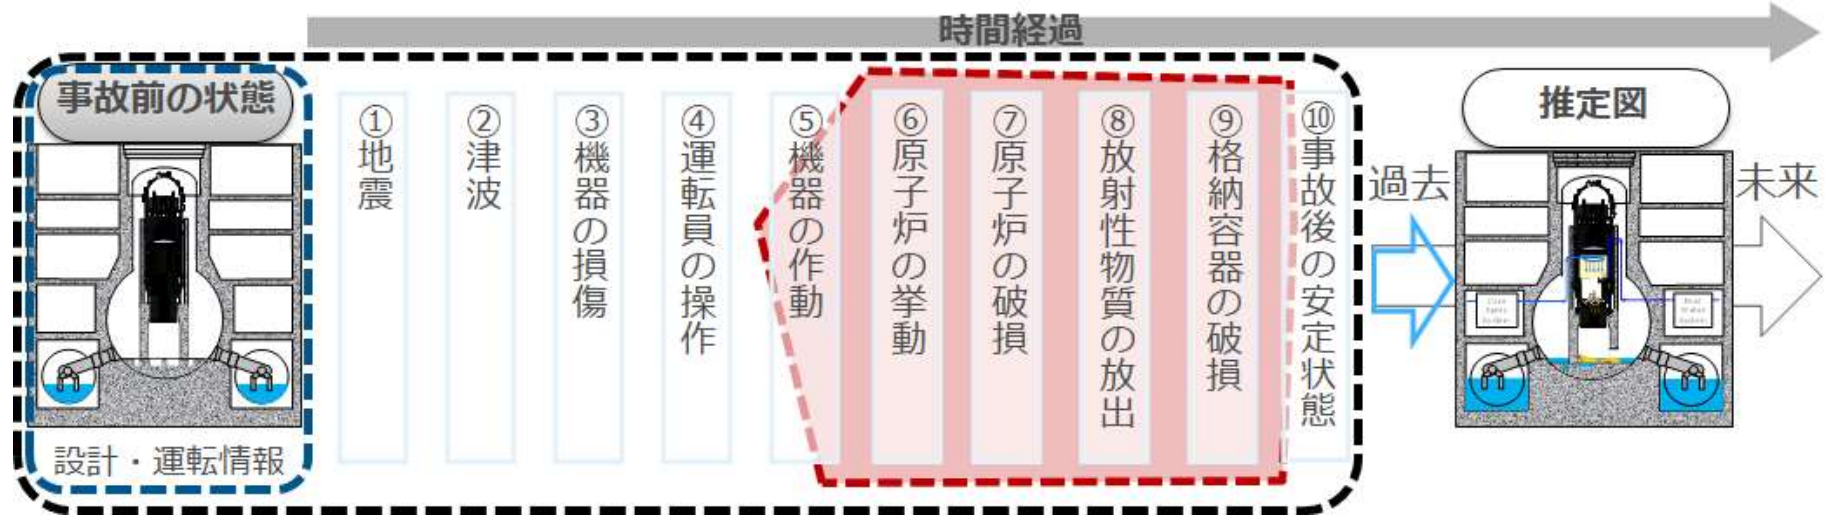 時間経過
事故前の状態
①地震
②津波
③機器の損傷
④運転員の操作
⑤機器の作動
⑥原子炉の挙動
⑦原子炉の破損
⑧放射性物質の放出
⑨格納容器の破損
⑩事故後の安定状態
設計・運転情報
過去
推定図
未来